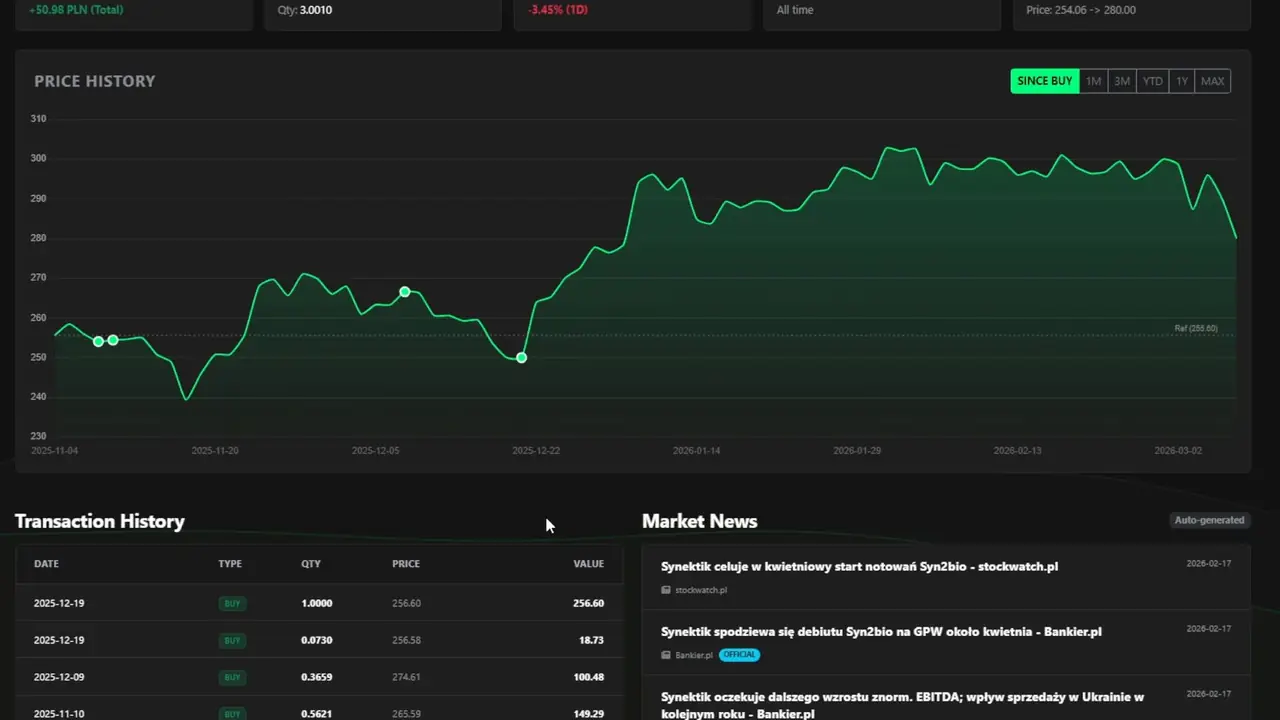 +50.98 PLN (Total)
Qty: 3.0010
-3.45% (1D)
All time
Price: 254.06 -> 280.00
PRICE HISTORY
SINCE BUY 1M 3M YTD 1Y MAX
310
300
290
280
270
260
250
240
230
Ref (255.60)
2025-11-04 2025-11-20 2025-12-05 2025-12-22 2026-01-14 2026-01-29 2026-02-13 2026-03-02
Transaction History
DATE TYPE QTY PRICE VALUE
2025-12-19 BUY 1.0000 256.60 256.60
2025-12-19 BUY 0.0730 256.58 18.73
2025-12-09 BUY 0.3659 274.61 100.48
2025-11-10 BUY 0.5621 265.59 149.29
Market News
Auto-generated
Synektik celuje w kwietniowy start notowań Syn2bio - stockwatch.pl
2026-02-17
stockwatch.pl
Synektik spodziewa się debiutu Syn2bio na GPW około kwietnia - Bankier.pl
2026-02-17
Bankier.pl OFFICIAL
Synektik oczekuje dalszego wzrostu znorm. EBITDA; wpływ sprzedaży w Ukrainie w
kolejnym roku - Bankier.pl
2026-02-17